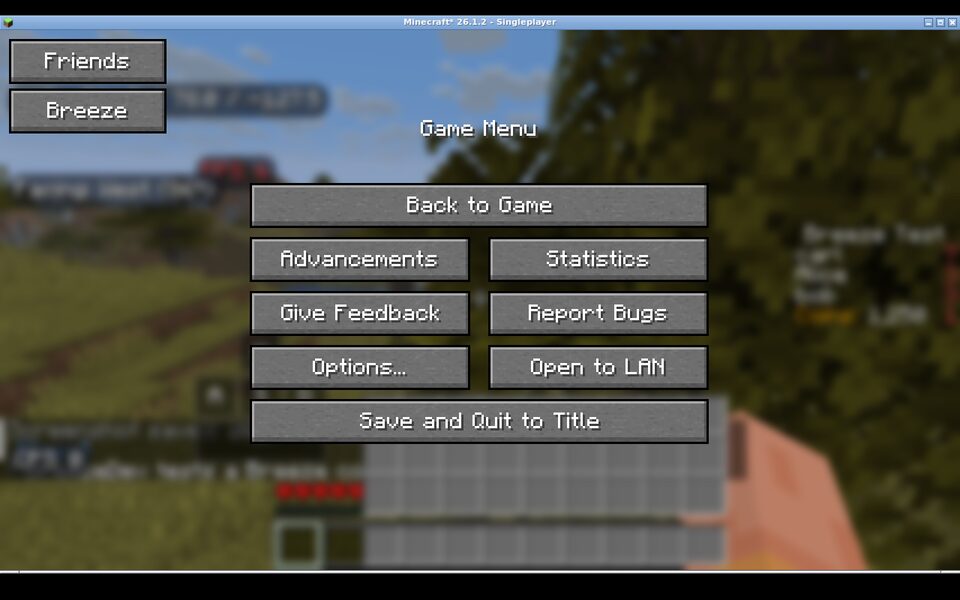 Minecraft* 26.1.2 - Singleplayer
Friends
Breeze
Game Menu
Back to Game
Advancements
Statistics
Give Feedback
Report Bugs
Options...
Open to LAN
Save and Quit to Title